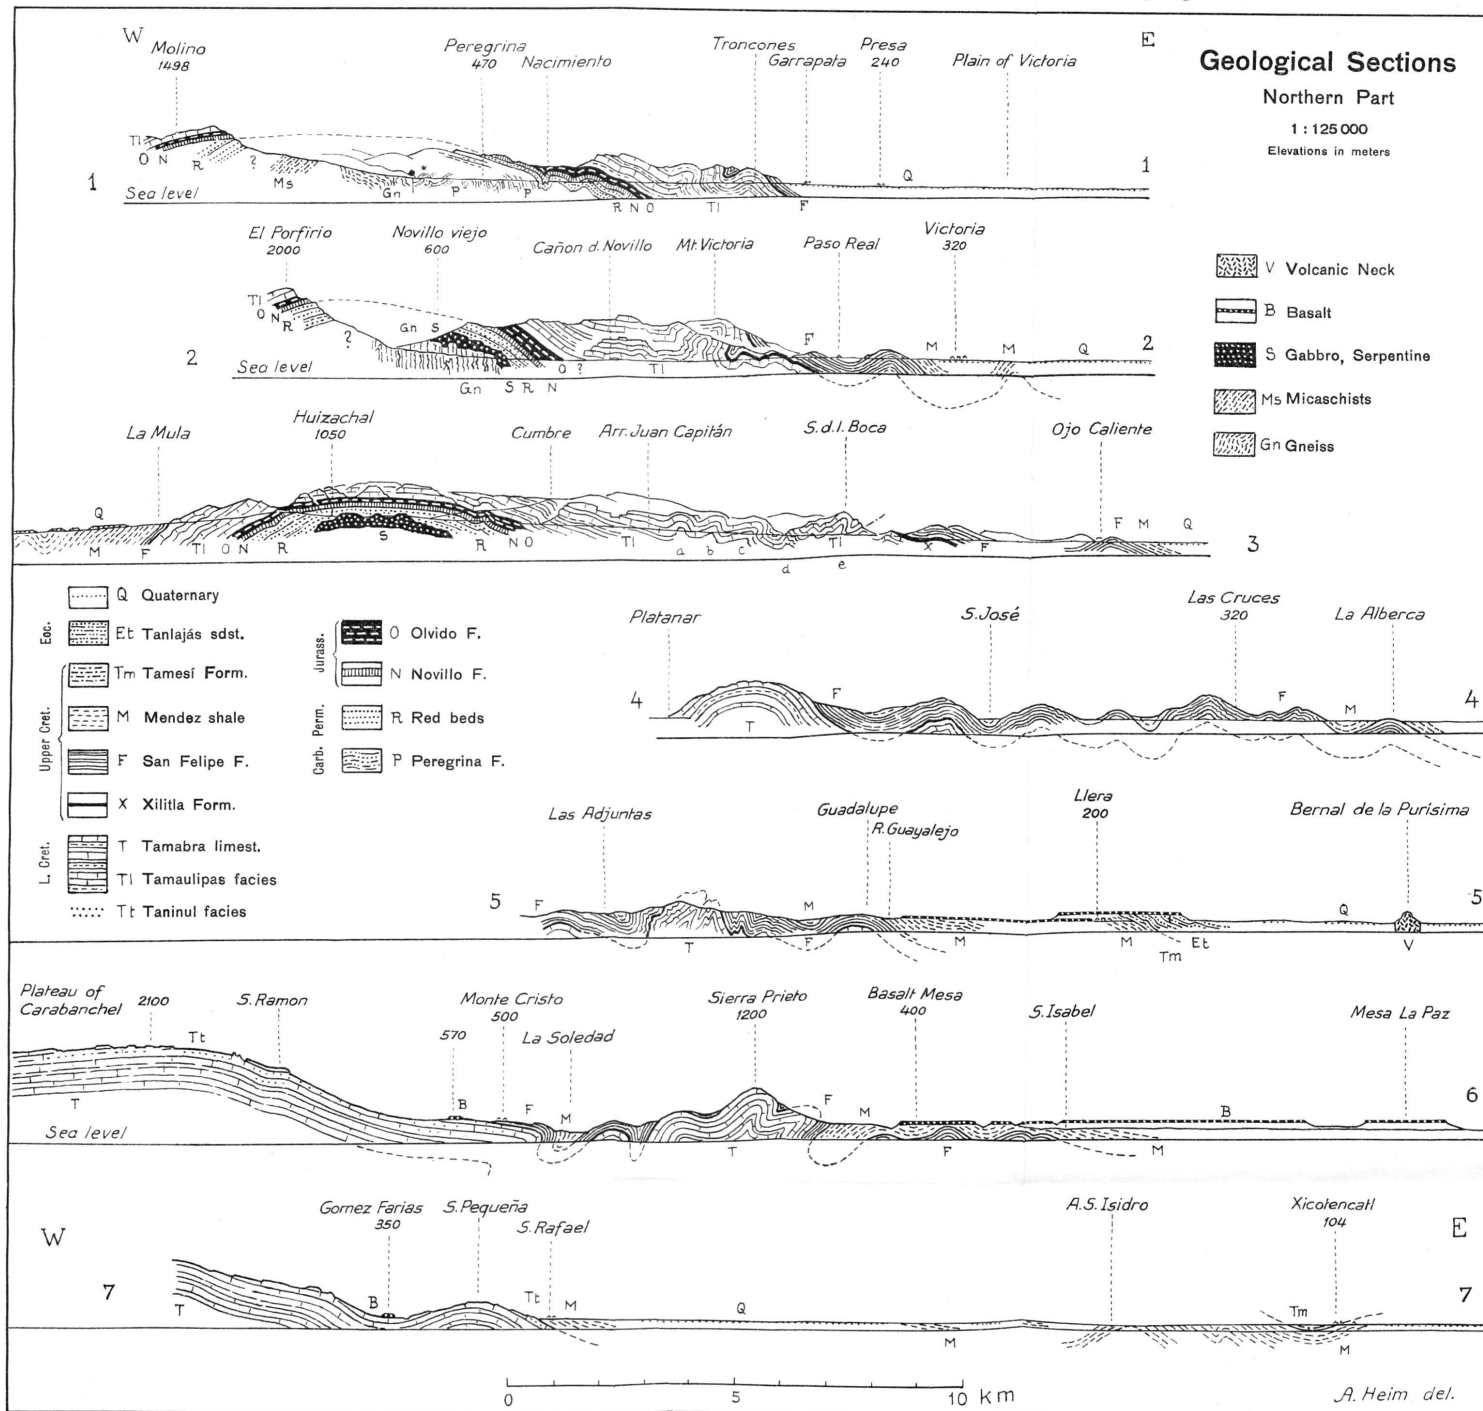 W
E
Geological Sections
Northern Part
1 : 125 000
Elevations in meters
Molino
1498
Peregrina
470
Nacimiento
Troncones
Garrapata
Presa
240
Plain of Victoria
Tl
O N R ? Ms Gn P P R N O Tl F Q
1
1
Sea level
El Porfirio
2000
Novillo viejo
600
Cañon d. Novillo
Mt. Victoria
Paso Real
Victoria
320
Tl
O N R ? Gn S F M M Q
2
2
Sea level
Gn S R N O ? Tl
V Volcanic Neck
B Basalt
S Gabbro, Serpentine
Ms Micaschists
Gn Gneiss
La Mula
Huizachal
1050
Cumbre
Arr. Juan Capitán
S. d. l. Boca
Ojo Caliente
Q
F M Q
M F Tl O N R S R N O Tl a b c d Tl e X F
3
Q Quaternary
Eoc.
Et Tanlajás sdst.
Upper Cret.
Tm Tamesí Form.
M Mendez shale
F San Felipe F.
X Xilitla Form.
L. Cret.
T Tamabra limest.
Tl Tamaulipas facies
Tt Taninul facies
Jurass.
O Olvido F.
N Novillo F.
Perm.
R Red beds
Carb.
P Peregrina F.
Platanar
S. José
Las Cruces
320
La Alberca
4
T F F M
4
Las Adjuntas
Guadalupe
R. Guayalejo
Llera
200
Bernal de la Purísima
5
F M Q
5
T F M M Tm Et V
Plateau of
Carabanchel
2100
S. Ramon
Monte Cristo
500
570
La Soledad
Sierra Prieto
1200
Basalt Mesa
400
S. Isabel
Mesa La Paz
Tt
B F M F M B
6
T
Sea level
T F M
W
E
Gomez Farias
350
S. Pequeña
S. Rafael
A. S. Isidro
Xicotencatl
104
7
T B Tt M Q Tm
7
M M
0 5 10 km
A. Heim del.